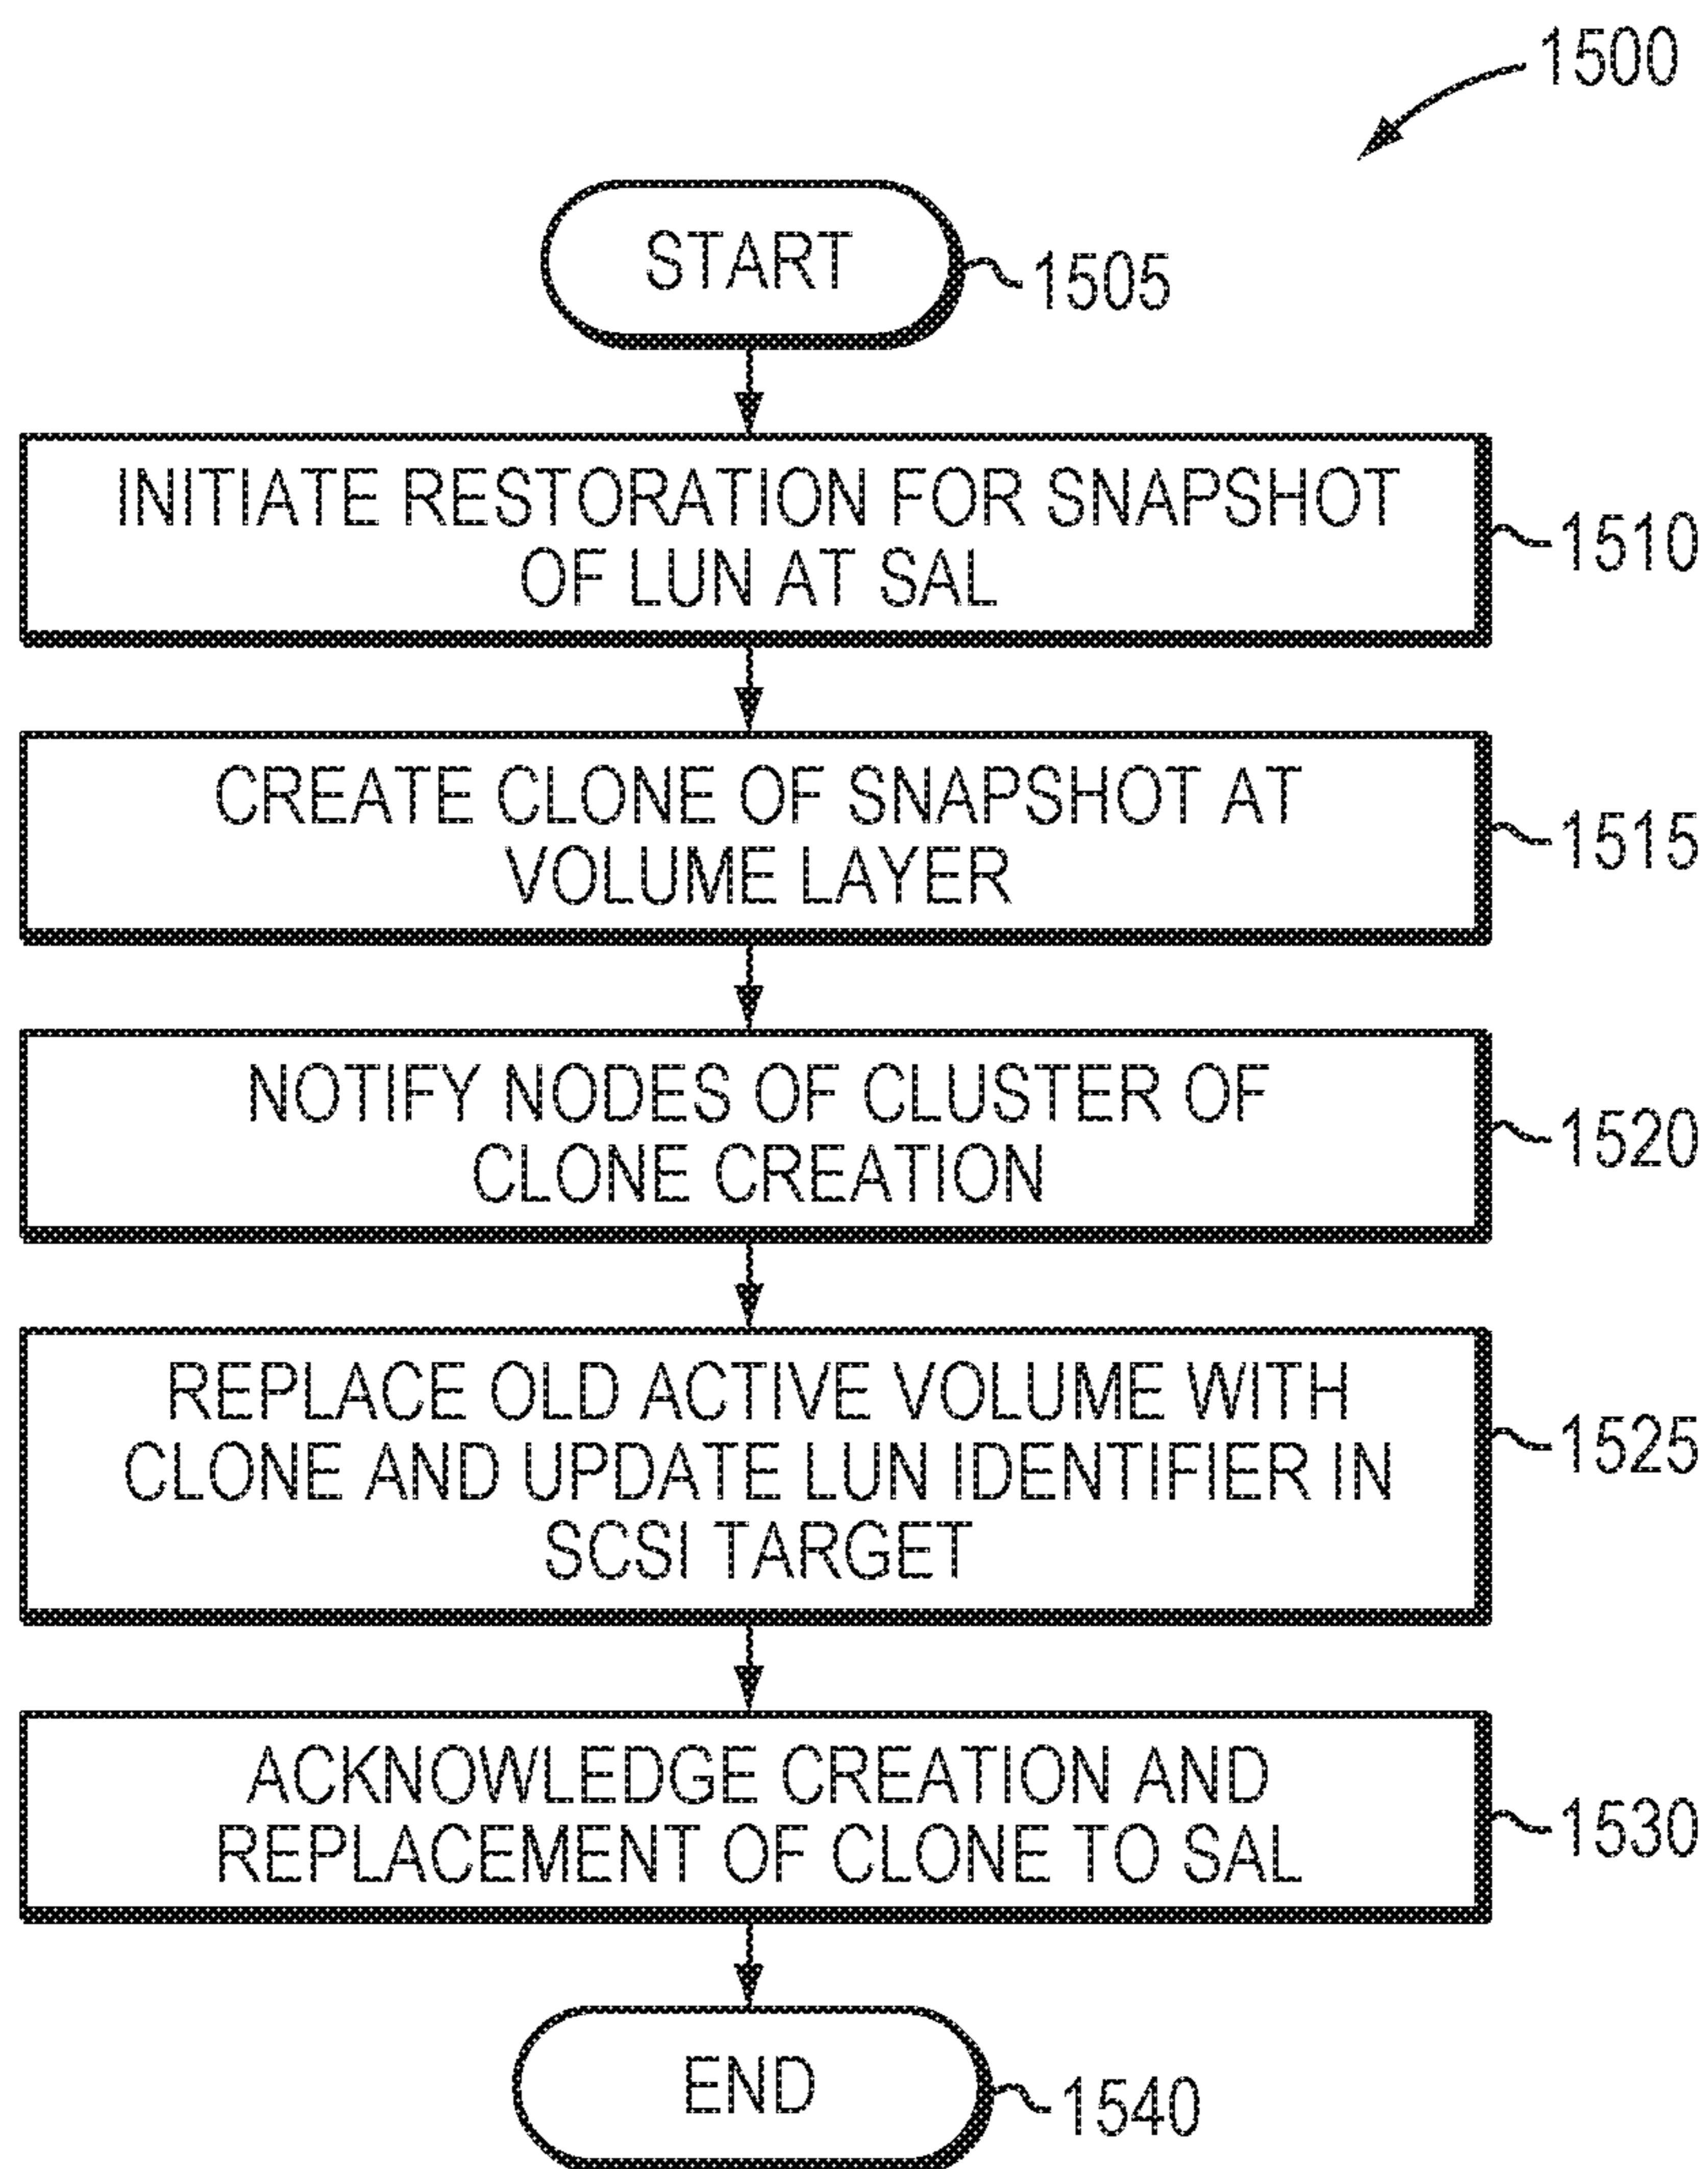 1500
START
1505
INITIATE RESTORATION FOR SNAPSHOT
OF LUN AT SAL
1510
CREATE CLONE OF SNAPSHOT AT
VOLUME LAYER
1515
NOTIFY NODES OF CLUSTER OF
CLONE CREATION
1520
REPLACE OLD ACTIVE VOLUME WITH
CLONE AND UPDATE LUN IDENTIFIER IN
SCSI TARGET
1525
ACKNOWLEDGE CREATION AND
REPLACEMENT OF CLONE TO SAL
1530
END
1540